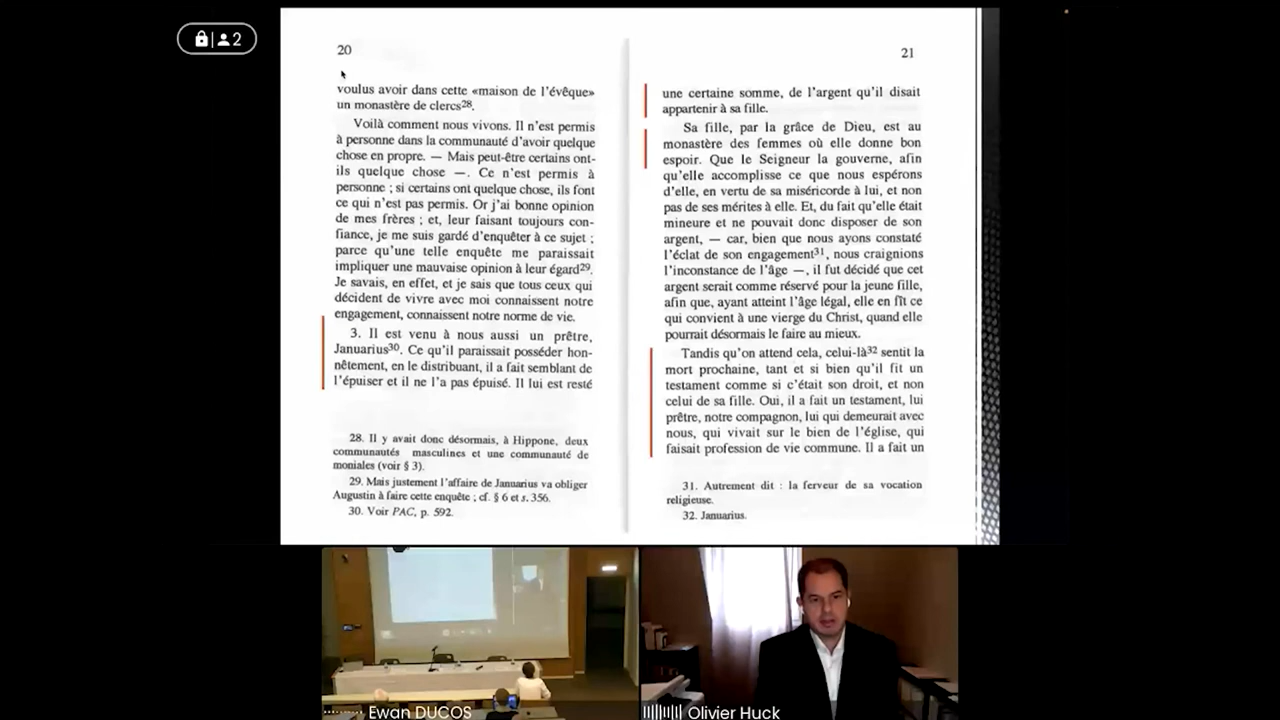 2
20
voulus avoir dans cette «maison de l'évêque»
un monastère de clercs28.
Voilà comment nous vivons. Il n'est permis
à personne dans la communauté d'avoir quelque
chose en propre. — Mais peut-être certains ont-
ils quelque chose —. Ce n'est permis à
personne ; si certains ont quelque chose, ils font
ce qui n'est pas permis. Or j'ai bonne opinion
de mes frères ; et, leur faisant toujours con-
fiance, je me suis gardé d'enquêter à ce sujet ;
parce qu'une telle enquête me paraissait
impliquer une mauvaise opinion à leur égard29.
Je savais, en effet, et je sais que tous ceux qui
décident de vivre avec moi connaissent notre
engagement, connaissent notre norme de vie.
3. Il est venu à nous aussi un prêtre,
Januarius30. Ce qu'il paraissait posséder hon-
nêtement, en le distribuant, il a fait semblant de
l'épuiser et il ne l'a pas épuisé. Il lui est resté
28. Il y avait donc désormais, à Hippone, deux
communautés masculines et une communauté de
moniales (voir § 3).
29. Mais justement l'affaire de Januarius va obliger
Augustin à faire cette enquête ; cf. § 6 et s. 356.
30. Voir PAC, p. 592.
21
une certaine somme, de l'argent qu'il disait
appartenir à sa fille.
Sa fille, par la grâce de Dieu, est au
monastère des femmes où elle donne bon
espoir. Que le Seigneur la gouverne, afin
qu'elle accomplisse ce que nous espérons
d'elle, en vertu de sa miséricorde à lui, et non
pas de ses mérites à elle. Et, du fait qu'elle était
mineure et ne pouvait donc disposer de son
argent, — car, bien que nous ayons constaté
l'éclat de son engagement31, nous craignions
l'inconstance de l'âge —, il fut décidé que cet
argent serait comme réservé pour la jeune fille,
afin que, ayant atteint l'âge légal, elle en fît ce
qui convient à une vierge du Christ, quand elle
pourrait désormais le faire au mieux.
Tandis qu'on attend cela, celui-là32 sentit la
mort prochaine, tant et si bien qu'il fit un
testament comme si c'était son droit, et non
celui de sa fille. Oui, il a fait un testament, lui
prêtre, notre compagnon, lui qui demeurait avec
nous, qui vivait sur le bien de l'église, qui
faisait profession de vie commune. Il a fait un
31. Autrement dit : la ferveur de sa vocation
religieuse.
32. Januarius.
Ewan DUCOS
Olivier Huck